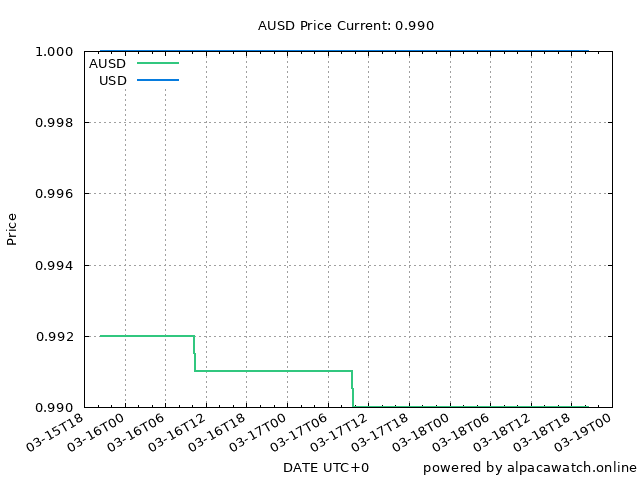 AUSD Price Current: 0.990
1.000
AUSD
USD
0.998
0.996
Price
0.994
0.992
0.990
03-15T18
03-16T00
03-16T06
03-16T12
03-16T18
03-17T00
03-17T06
03-17T12
03-17T18
03-18T00
03-18T06
03-18T12
03-18T18
03-19T00
DATE UTC+0
powered by alpacawatch.online